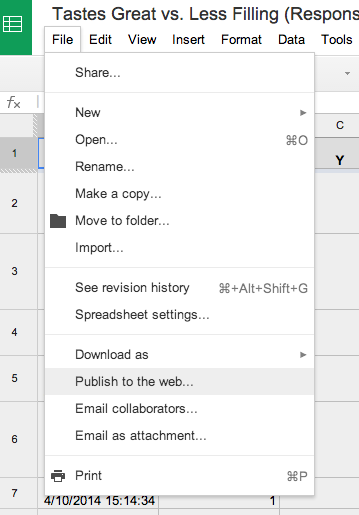 Tastes Great vs. Less Filling (Respons
File Edit View Insert Format Data Tools
Share...
fx
New ►
Open... ⌘O
C
1
Rename...
Y
Make a copy...
2
Move to folder...
Import...
3
See revision history ⌘+Alt+Shift+G
Spreadsheet settings...
4
Download as ►
5
Publish to the web...
Email collaborators...
6
Email as attachment...
Print ⌘P
7
4/10/2014 15:14:34 1